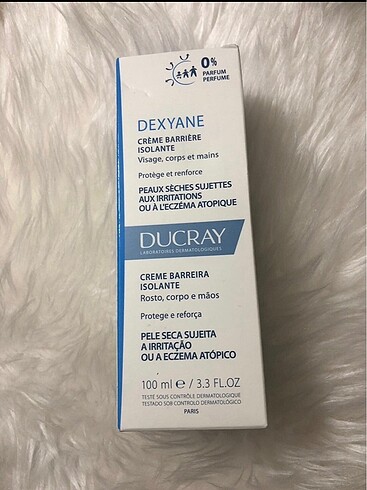 0%
PARFUM
PERFUME
DEXYANE
CRÈME BARRIÈRE
ISOLANTE
Visage, corps et mains
Protège et renforce
PEAUX SÈCHES SUJETTES
AUX IRRITATIONS
OU À L'ECZÉMA ATOPIQUE
DUCRAY
LABORATOIRES DERMATOLOGIQUES
CREME BARREIRA
ISOLANTE
Rosto, corpo e mãos
Protege e reforça
PELE SECA SUJEITA
A IRRITAÇÃO
OU A ECZEMA ATÓPICO
100 ml e / 3.3 FL.OZ
TESTÉ SOUS CONTRÔLE DERMATOLOGIQUE
TESTADO SOB CONTROLO DERMATOLÓGICO
PARIS